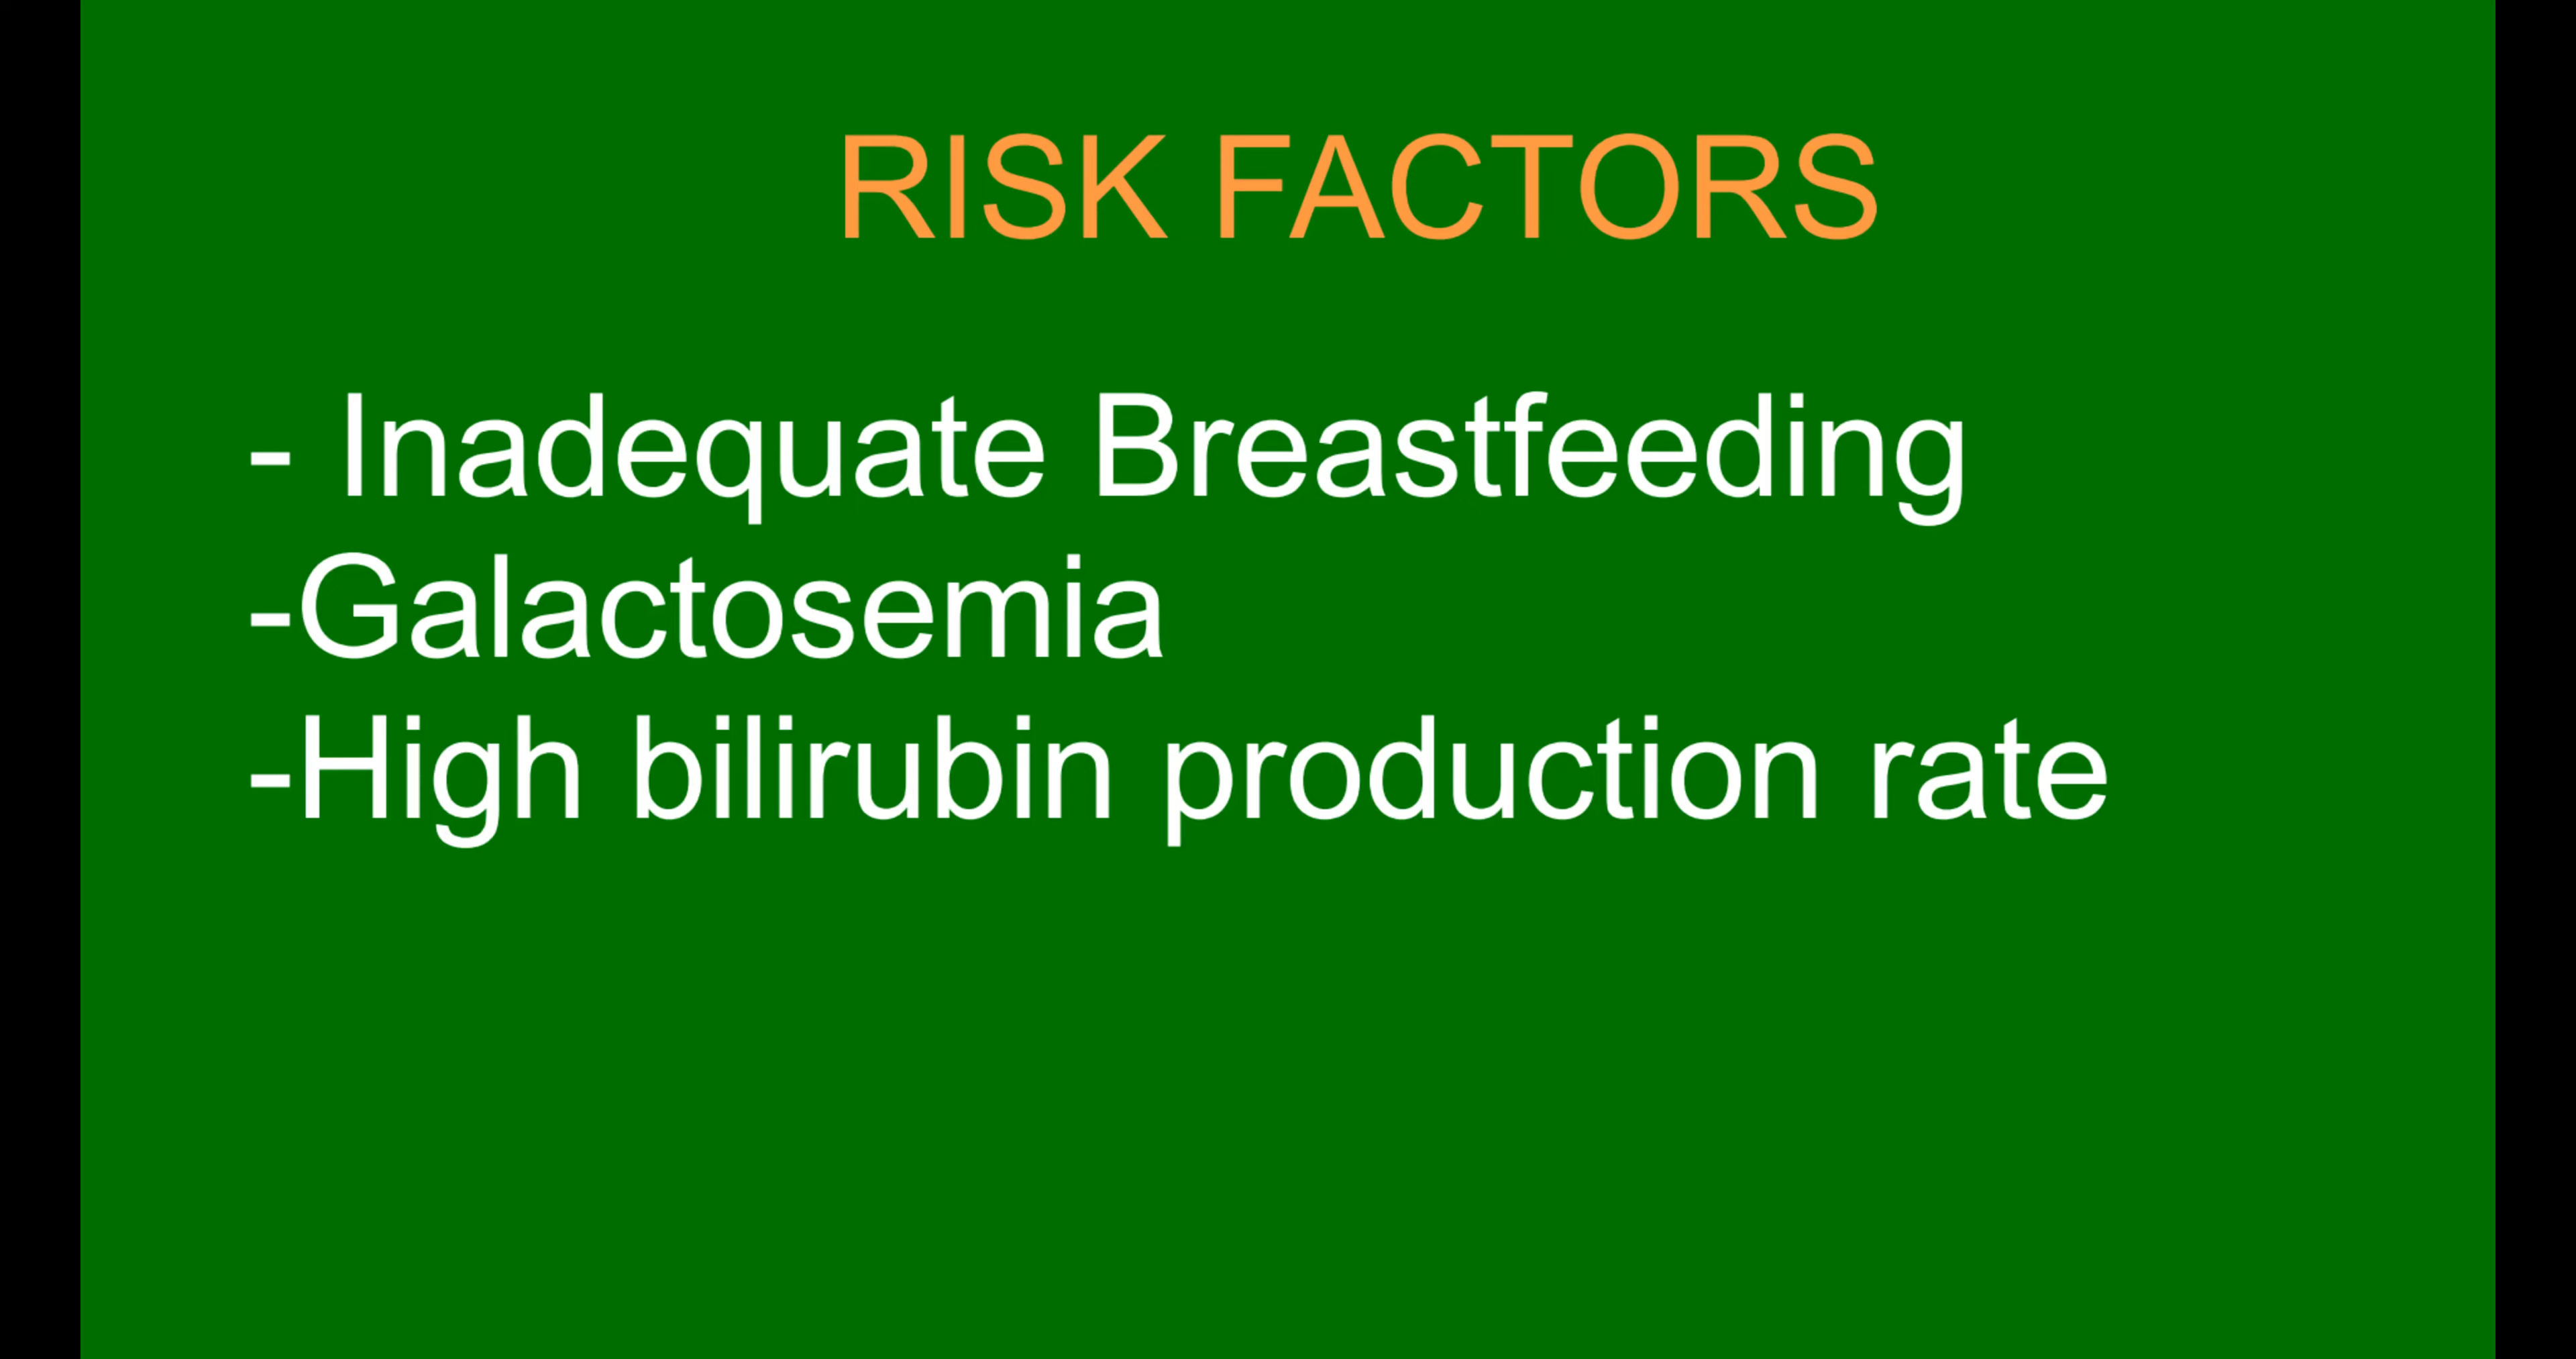 RISK FACTORS
- Inadequate Breastfeeding
-Galactosemia
-High bilirubin production rate